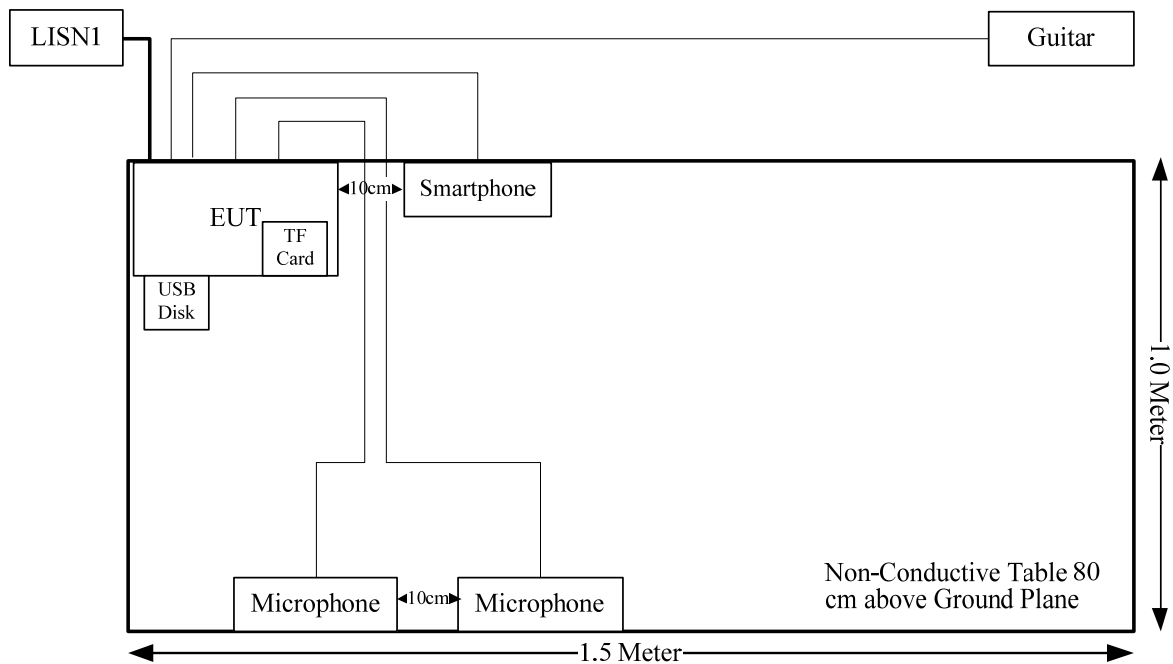 LISN1
Guitar
10cm
Smartphone
EUT
TF
Card
USB
Disk
1.0 Meter
Non-Conductive Table 80
cm above Ground Plane
Microphone
10cm
Microphone
1.5 Meter